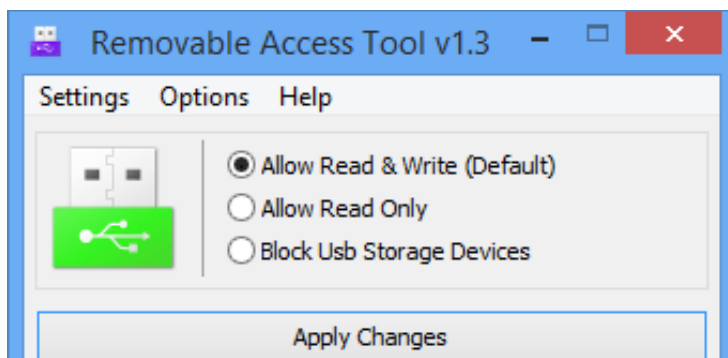 Removable Access Tool v1.3
Settings Options Help
Allow Read & Write (Default)
Allow Read Only
Block Usb Storage Devices
Apply Changes